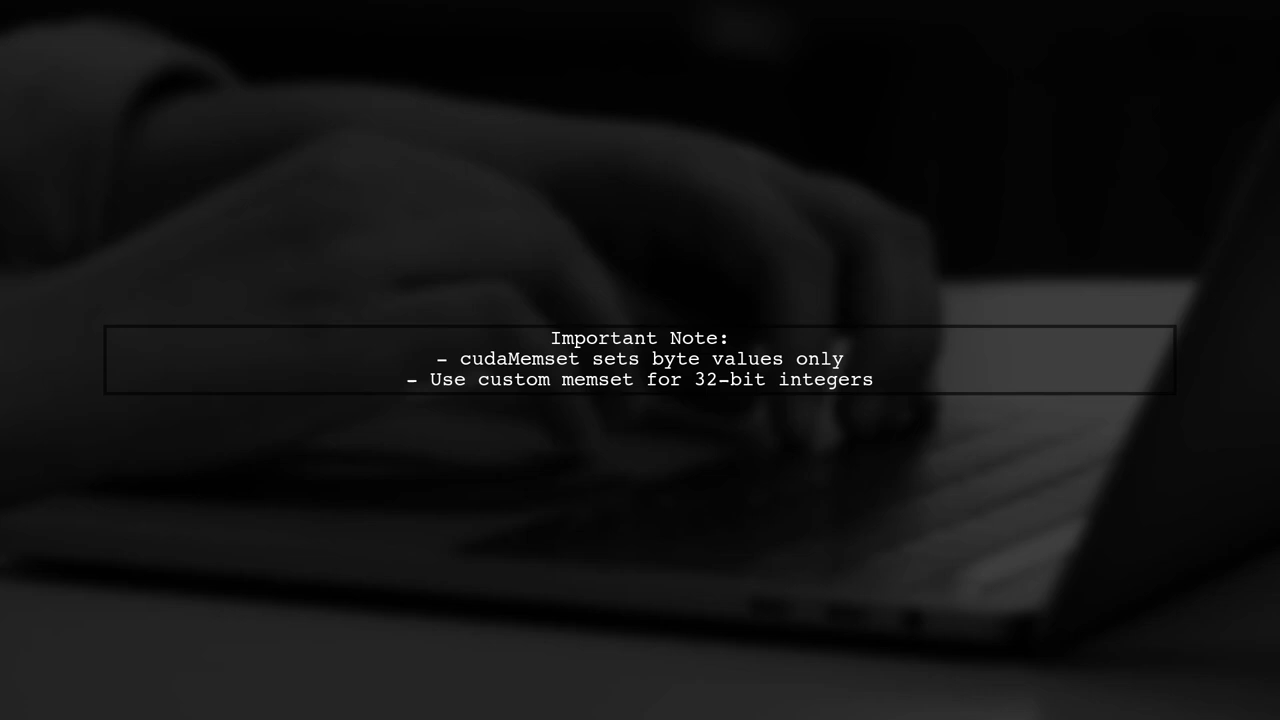 Important Note:
- cudaMemset sets byte values only
- Use custom memset for 32-bit integers